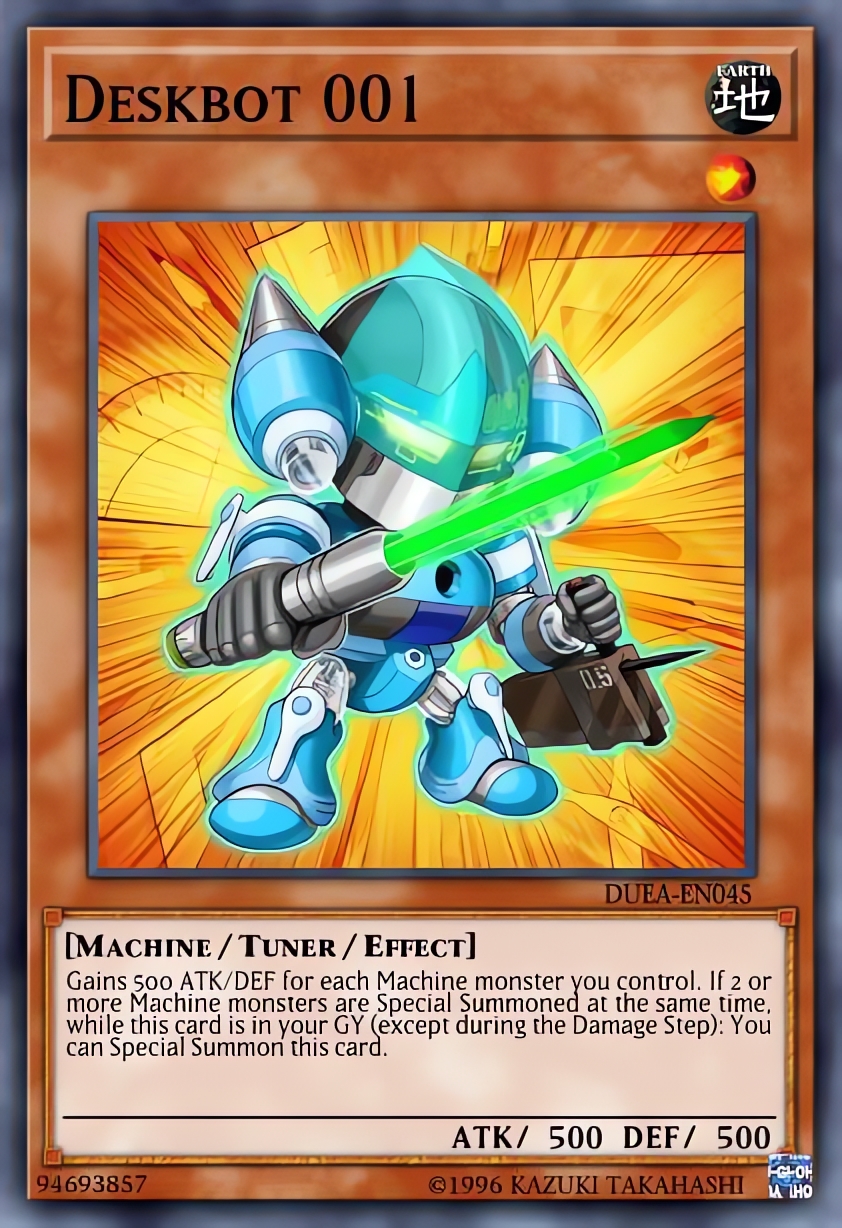 DESKBOT 001
EARTH
地
0.5
DUEA-EN045
[MACHINE / TUNER / EFFECT]
Gains 500 ATK/DEF for each Machine monster you control. If 2 or
more Machine monsters are Special Summoned at the same time,
while this card is in your GY (except during the Damage Step): You
can Special Summon this card.
ATK/ 500 DEF/ 500
94693857
©1996 KAZUKI TAKAHASHI